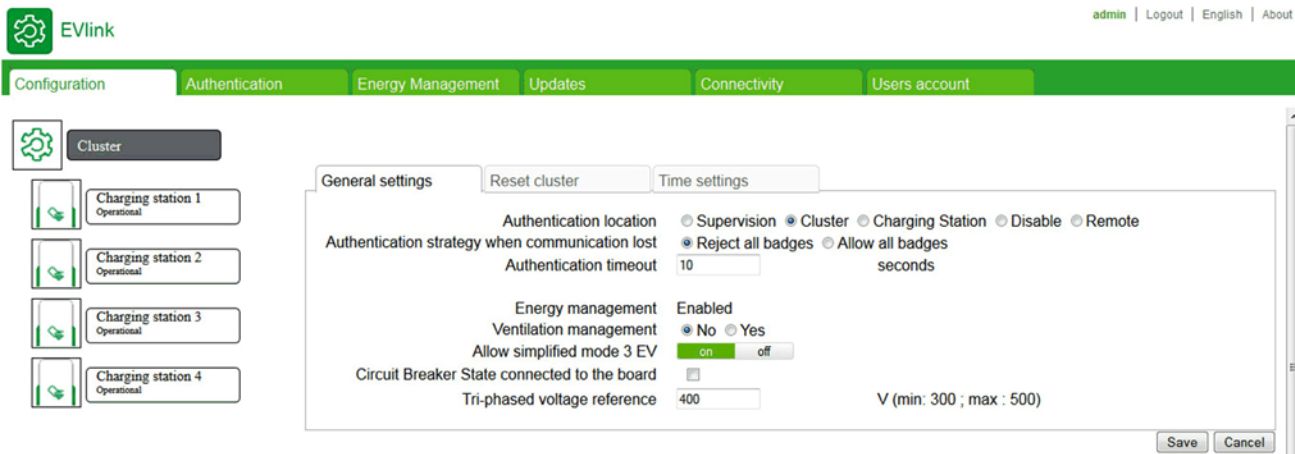 admin | Logout | English | About
EVlink
Configuration Authentication Energy Management Updates Connectivity Users account
Cluster
Charging station 1
Operational
Charging station 2
Operational
Charging station 3
Operational
Charging station 4
Operational
General settings Reset cluster Time settings
Authentication location Supervision Cluster Charging Station Disable Remote
Authentication strategy when communication lost Reject all badges Allow all badges
Authentication timeout 10 seconds
Energy management Enabled
Ventilation management No Yes
Allow simplified mode 3 EV on off
Circuit Breaker State connected to the board
Tri-phased voltage reference 400 V (min: 300 ; max : 500)
Save Cancel